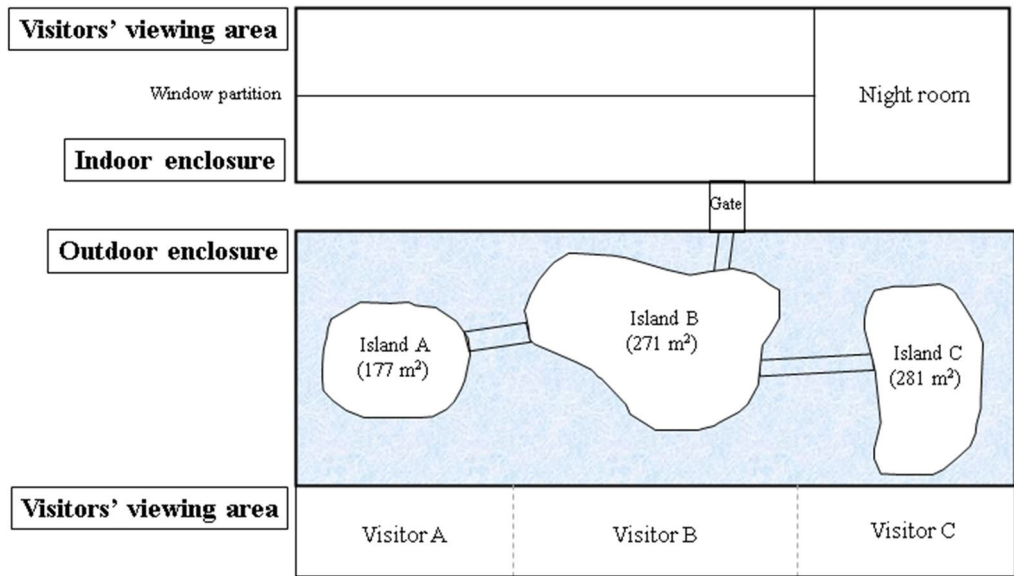 Visitors' viewing area
Window partition
Night room
Indoor enclosure
Gate
Outdoor enclosure
Island A
(177 m²)
Island B
(271 m²)
Island C
(281 m²)
Visitors' viewing area
Visitor A
Visitor B
Visitor C